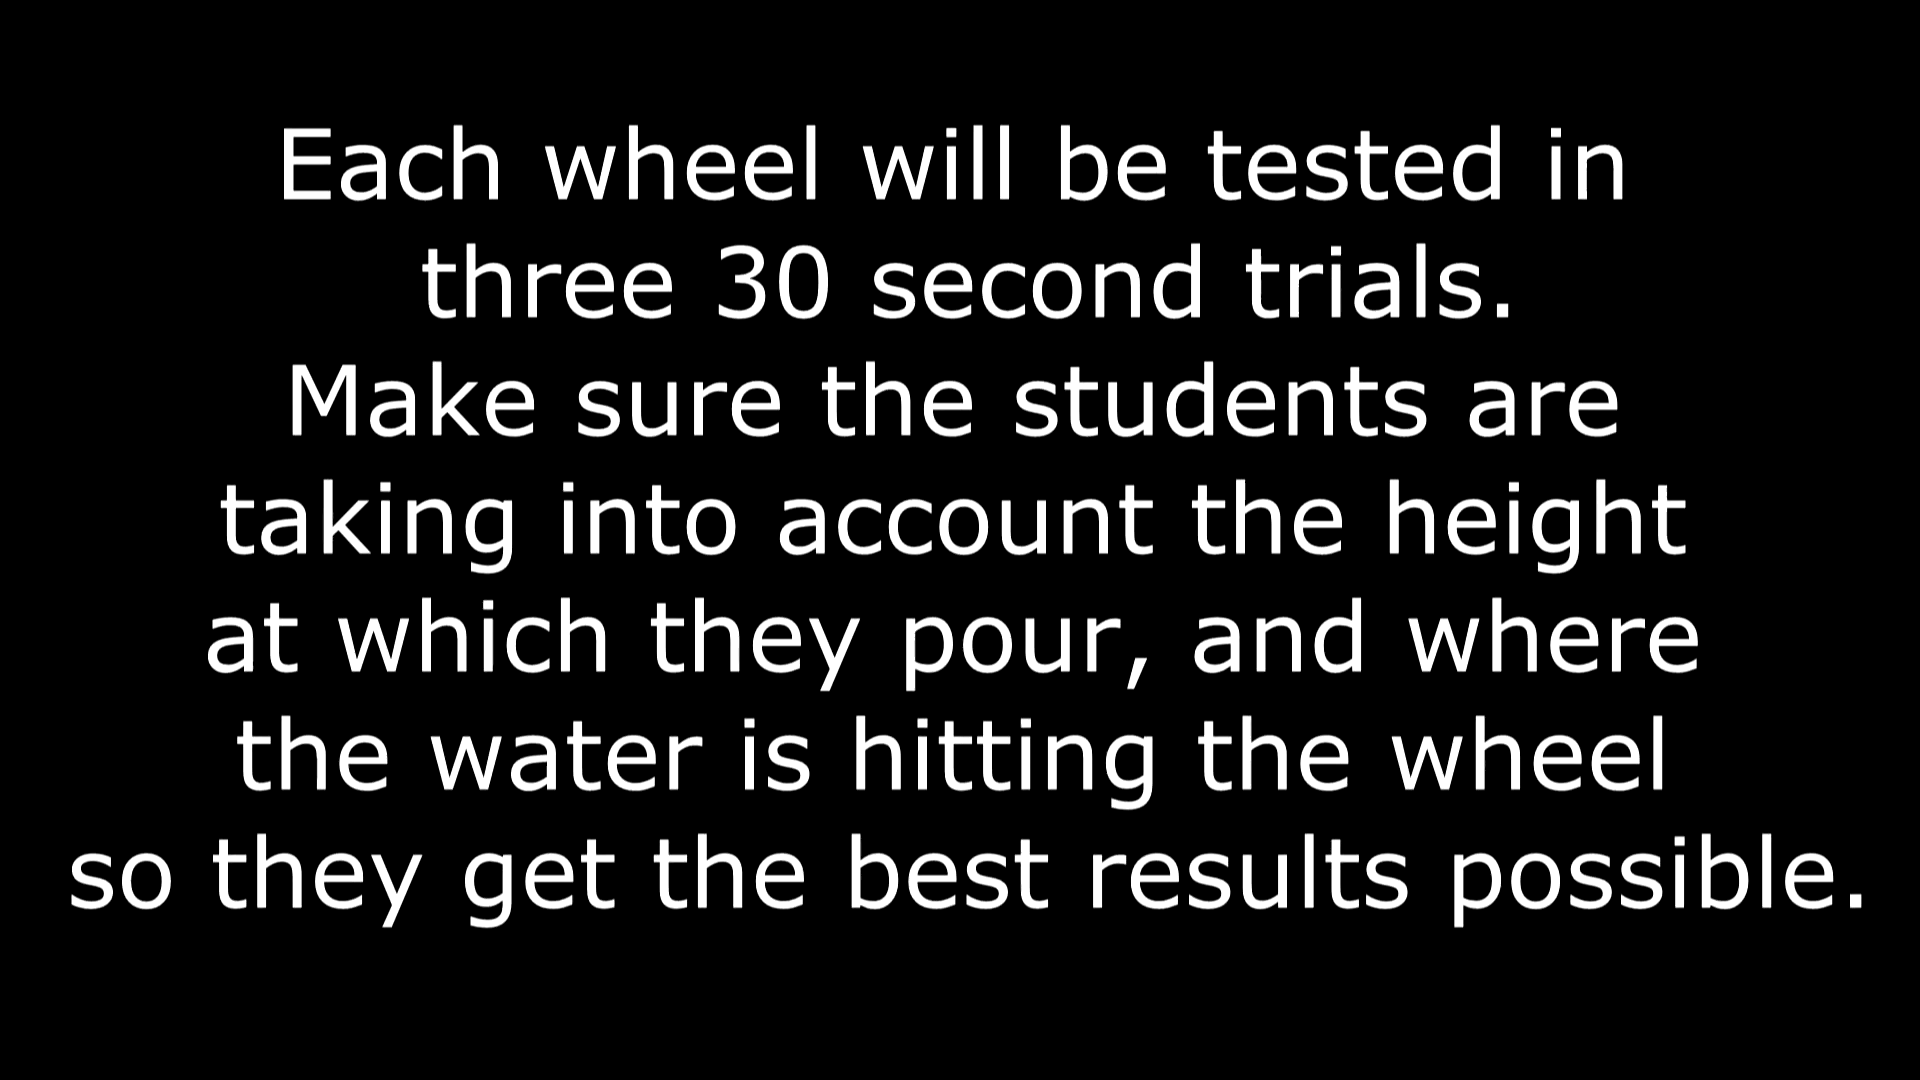 Each wheel will be tested in
three 30 second trials.
Make sure the students are
taking into account the height
at which they pour, and where
the water is hitting the wheel
so they get the best results possible.